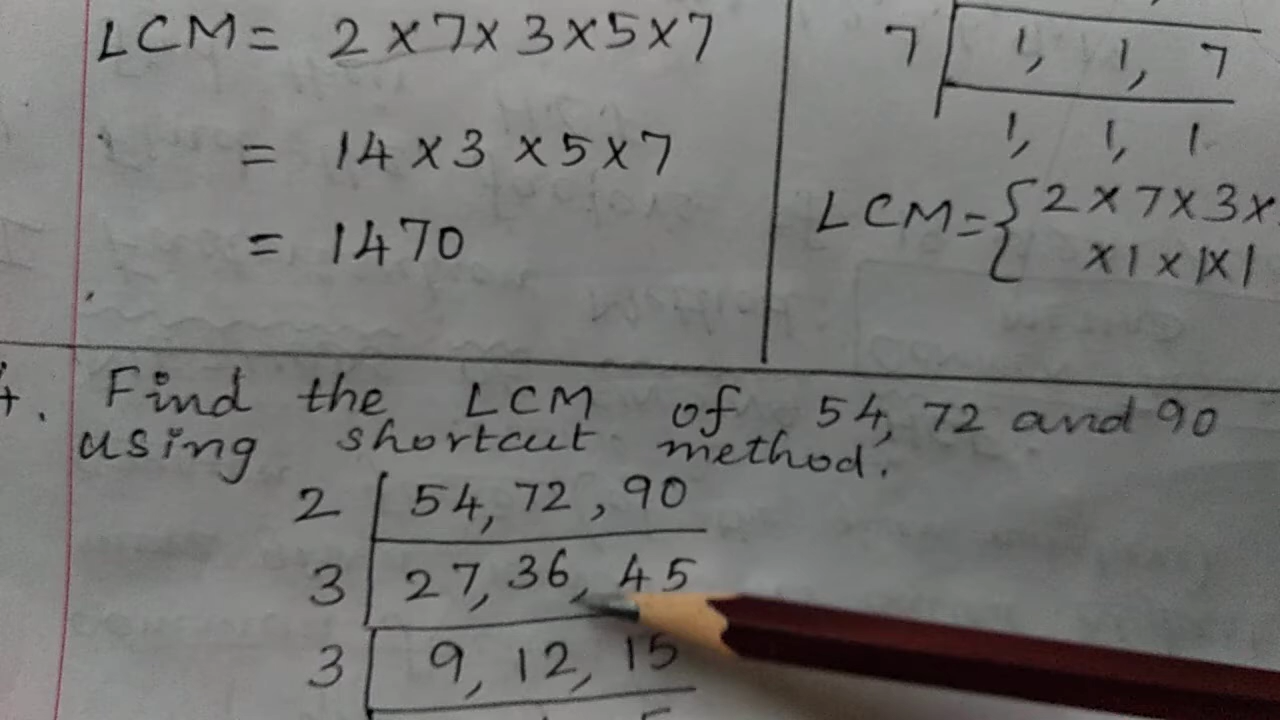 LCM = 2 × 7 × 3 × 5 × 7
= 14 × 3 × 5 × 7
= 1470
7 1, 1, 7
1, 1, 1
LCM = { 2 × 7 × 3 ×
× 1 × 1 × 1
Find the LCM of 54, 72 and 90
using shortcut method.
2 54, 72, 90
3 27, 36, 45
3 9, 12, 15